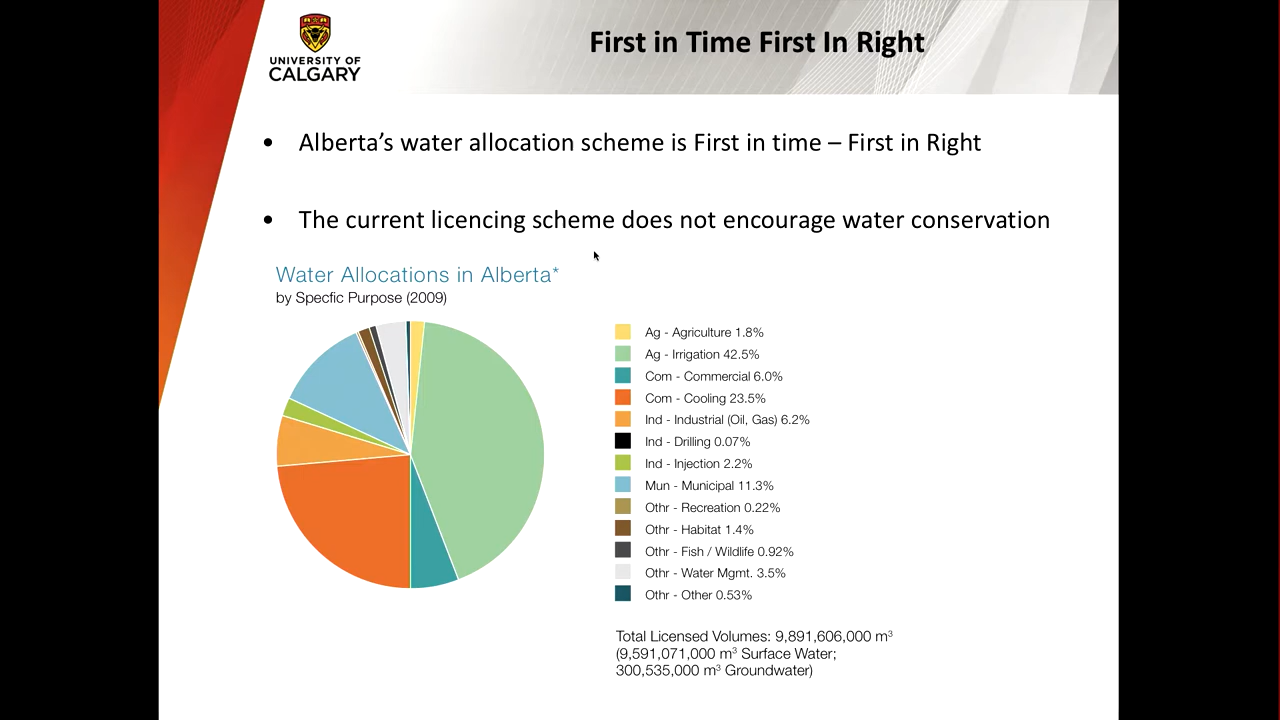 UNIVERSITY OF
CALGARY
First in Time First In Right
• Alberta’s water allocation scheme is First in time – First in Right
• The current licencing scheme does not encourage water conservation
Water Allocations in Alberta*
by Specfic Purpose (2009)
Ag - Agriculture 1.8%
Ag - Irrigation 42.5%
Com - Commercial 6.0%
Com - Cooling 23.5%
Ind - Industrial (Oil, Gas) 6.2%
Ind - Drilling 0.07%
Ind - Injection 2.2%
Mun - Municipal 11.3%
Othr - Recreation 0.22%
Othr - Habitat 1.4%
Othr - Fish / Wildlife 0.92%
Othr - Water Mgmt. 3.5%
Othr - Other 0.53%
Total Licensed Volumes: 9,891,606,000 m³
(9,591,071,000 m³ Surface Water;
300,535,000 m³ Groundwater)